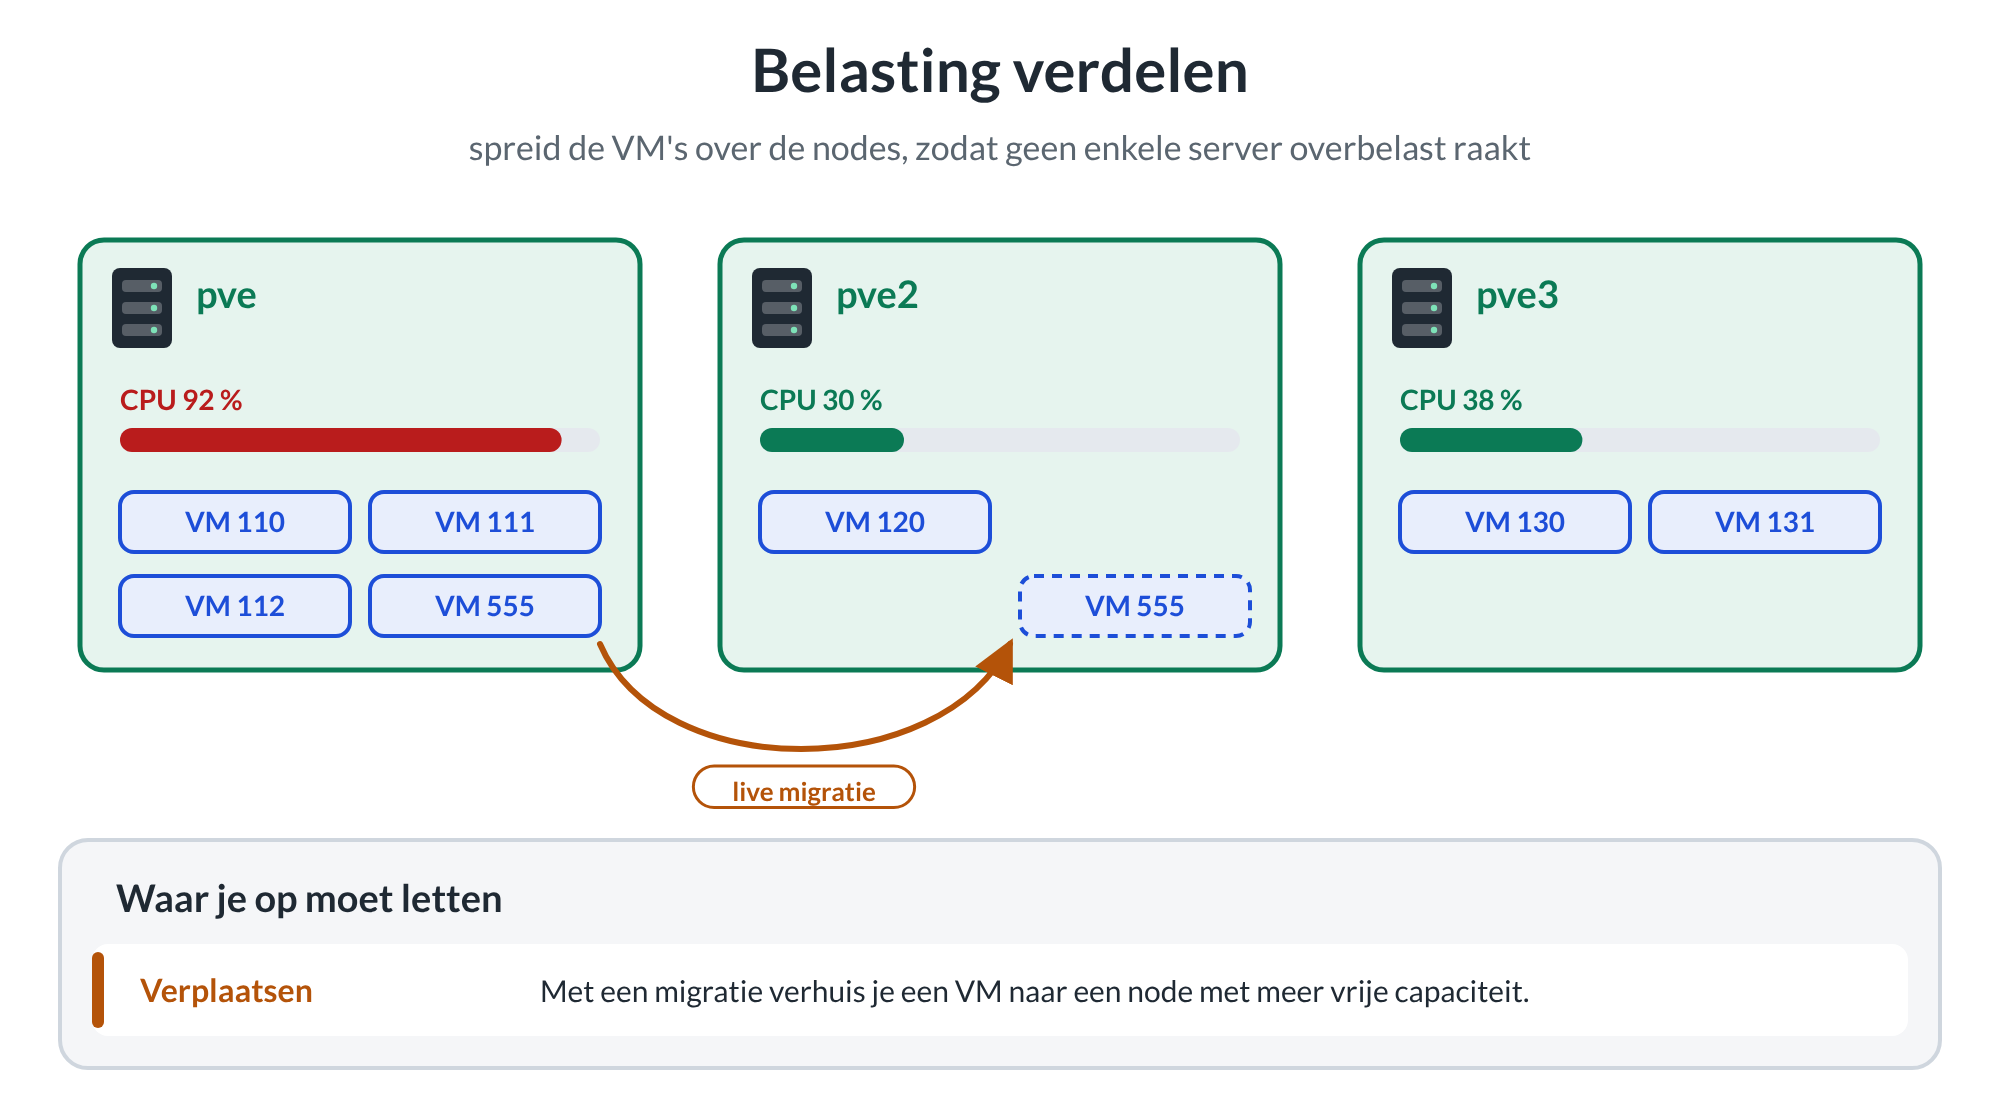 Belasting verdelen
spreid de VM's over de nodes, zodat geen enkele server overbelast raakt
pve
CPU 92 %
VM 110
VM 111
VM 112
VM 555
pve2
CPU 30 %
VM 120
VM 555
pve3
CPU 38 %
VM 130
VM 131
live migratie
Waar je op moet letten
Verplaatsen
Met een migratie verhuis je een VM naar een node met meer vrije capaciteit.